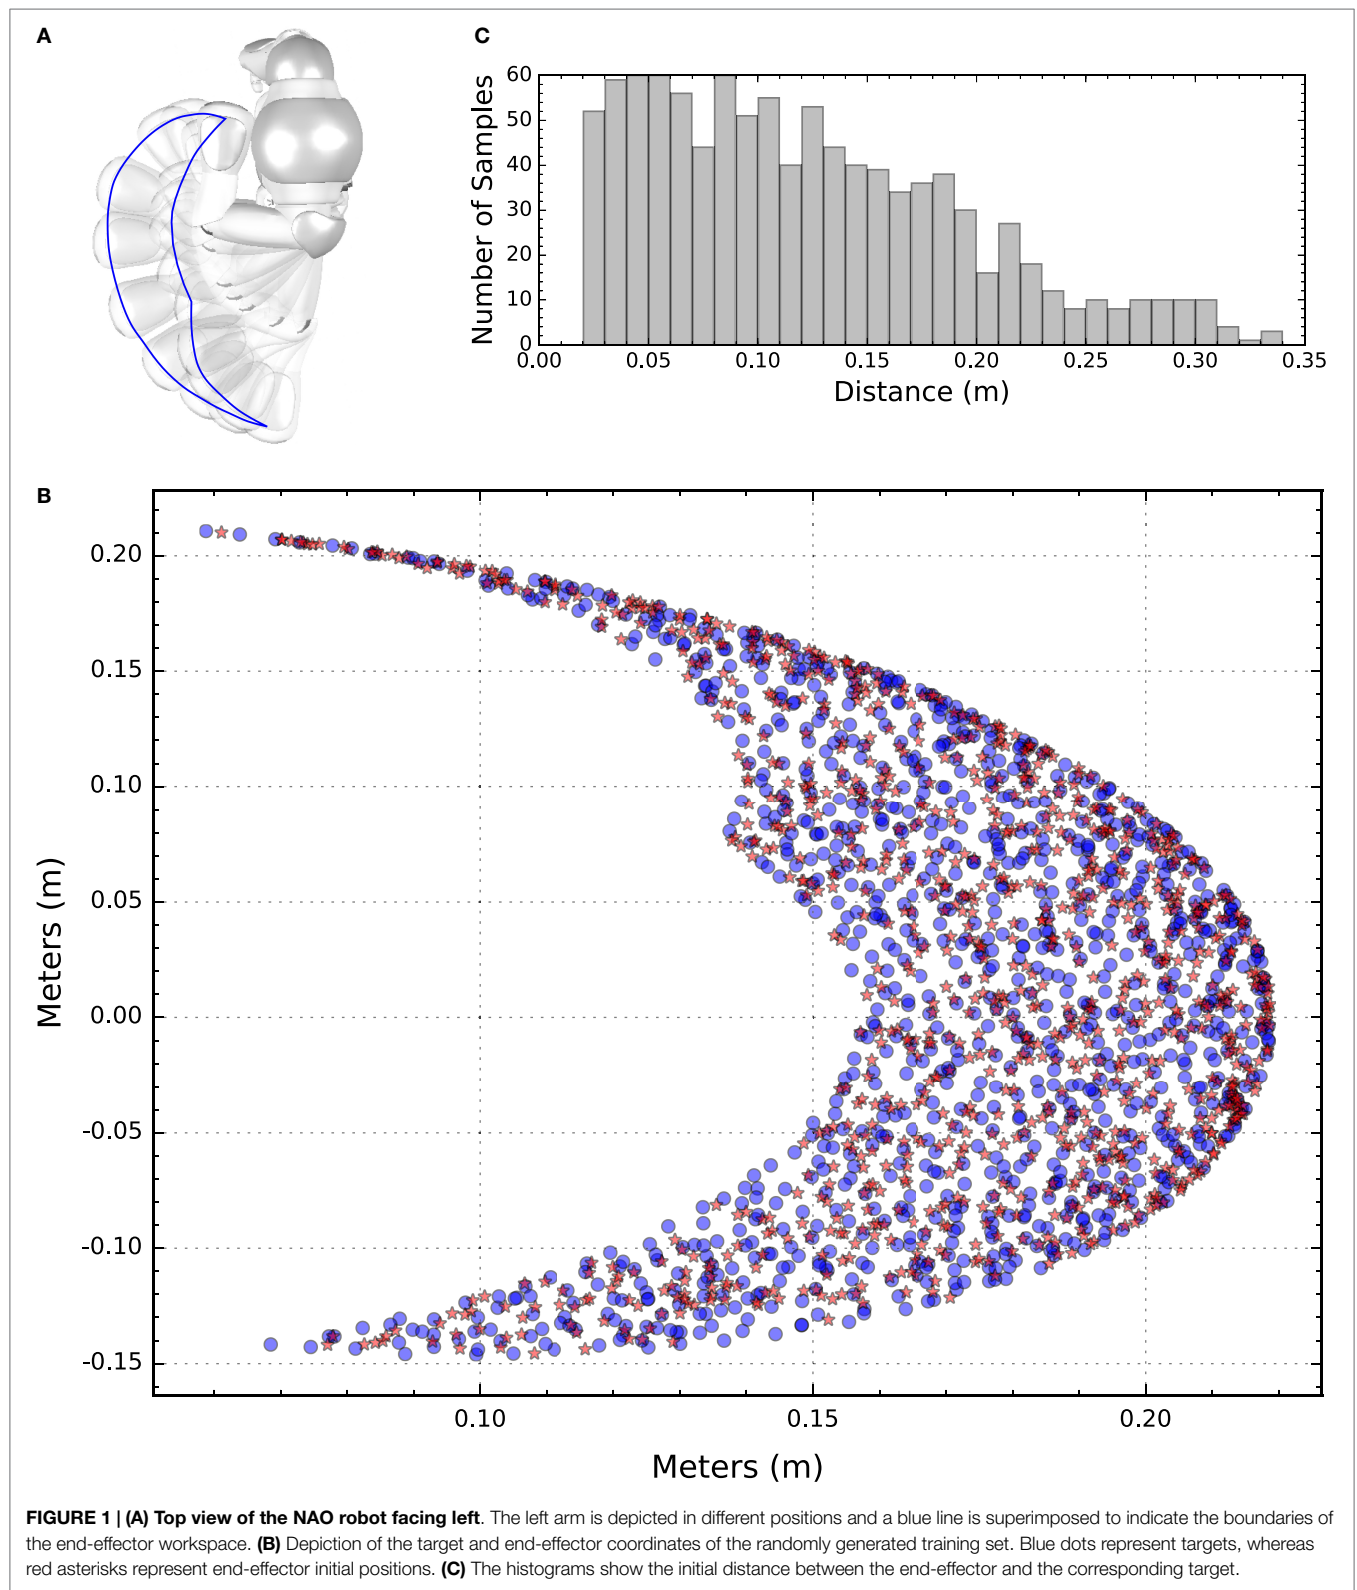 A
C
60
50
40
30
20
10
0
Number of Samples
0.00
0.05
0.10
0.15
0.20
0.25
0.30
0.35
Distance (m)
B
0.20
0.15
0.10
0.05
0.00
-0.05
-0.10
-0.15
Meters (m)
0.10
0.15
0.20
Meters (m)
FIGURE 1 | (A) Top view of the NAO robot facing left. The left arm is depicted in different positions and a blue line is superimposed to indicate the boundaries of
the end-effector workspace. (B) Depiction of the target and end-effector coordinates of the randomly generated training set. Blue dots represent targets, whereas
red asterisks represent end-effector initial positions. (C) The histograms show the initial distance between the end-effector and the corresponding target.